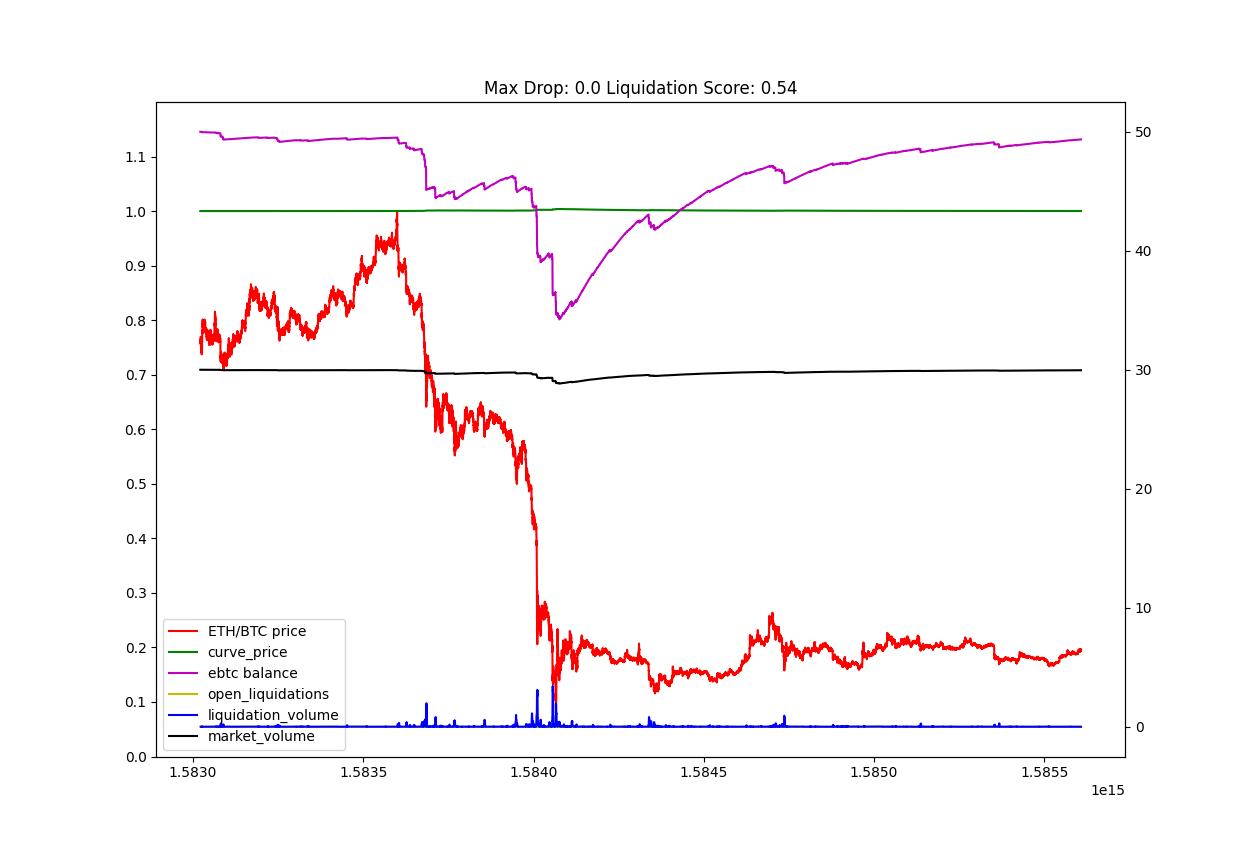 Max Drop: 0.0 Liquidation Score: 0.54
1.1
1.0
0.9
0.8
0.7
0.6
0.5
0.4
0.3
0.2
0.1
0.0
50
40
30
20
10
0
ETH/BTC price
curve_price
ebtc balance
open_liquidations
liquidation_volume
market_volume
1.5830 1.5835 1.5840 1.5845 1.5850 1.5855
1e15